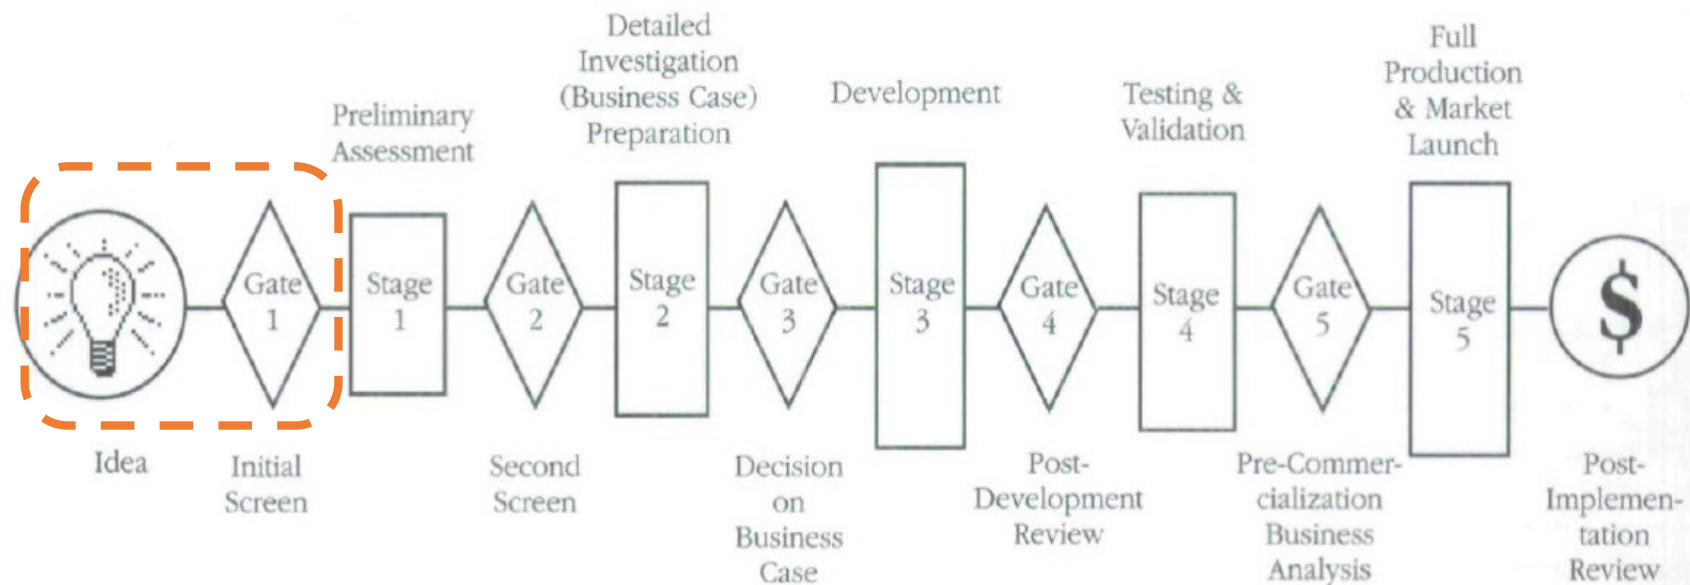 Detailed
Investigation
(Business Case)
Preparation
Full
Production
& Market
Launch
Preliminary
Assessment
Development
Testing &
Validation
Gate
1
Stage
1
Gate
2
Stage
2
Gate
3
Stage
3
Gate
4
Stage
4
Gate
5
Stage
5
$
Idea
Initial
Screen
Second
Screen
Decision
on
Business
Case
Post-
Development
Review
Pre-Commer-
cialization
Business
Analysis
Post-
Implemen-
tation
Review